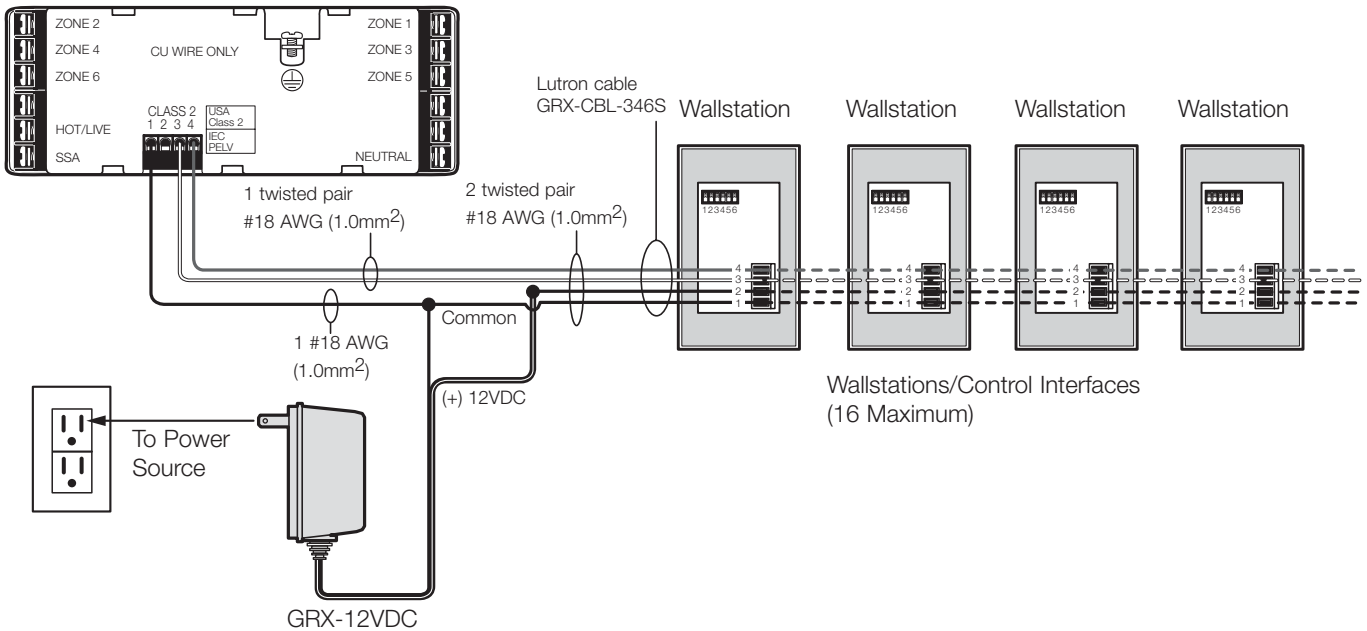 ZONE 2
ZONE 4
ZONE 6
HOT/LIVE
SSA
CU WIRE ONLY
CLASS 2
1 2 3 4
USA
Class 2
IEC
PELV
ZONE 1
ZONE 3
ZONE 5
NEUTRAL
1 twisted pair
#18 AWG (1.0mm²)
2 twisted pair
#18 AWG (1.0mm²)
Lutron cable
GRX-CBL-346S
Wallstation
Wallstation
Wallstation
Wallstation
123456
123456
123456
123456
4
3
2
1
4
3
2
1
4
3
2
1
4
3
2
1
Common
1 #18 AWG
(1.0mm²)
(+) 12VDC
Wallstations/Control Interfaces
(16 Maximum)
To Power
Source
GRX-12VDC